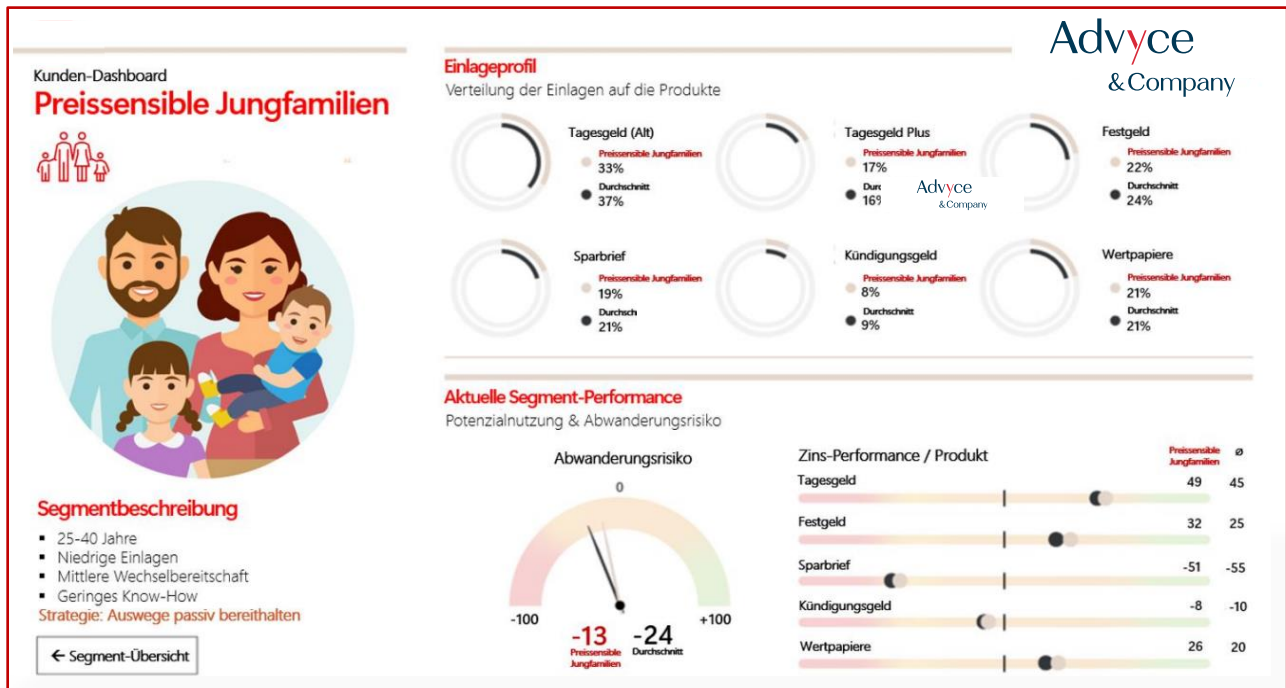 Advyce
& Company
Kunden-Dashboard
Preissensible Jungfamilien
Segmentbeschreibung
▪ 25-40 Jahre
▪ Niedrige Einlagen
▪ Mittlere Wechselbereitschaft
▪ Geringes Know-How
Strategie: Auswege passiv bereithalten
← Segment-Übersicht
Einlageprofil
Verteilung der Einlagen auf die Produkte
Tagesgeld (Alt)
Preissensible Jungfamilien
33%
Durchschnitt
37%
Tagesgeld Plus
Preissensible Jungfamilien
17%
16%
Advyce
& Company
Festgeld
Preissensible Jungfamilien
22%
Durchschnitt
24%
Sparbrief
Preissensible Jungfamilien
19%
Durchsch
21%
Kündigungsgeld
Preissensible Jungfamilien
8%
Durchschnitt
9%
Wertpapiere
Preissensible Jungfamilien
21%
Durchschnitt
21%
Aktuelle Segment-Performance
Potenzialnutzung & Abwanderungsrisiko
Abwanderungsrisiko
0
-100
+100
-13
Preissensible
Jungfamilien
-24
Durchschnitt
Zins-Performance / Produkt
Preissensible
Jungfamilien
ø
Tagesgeld 49 45
Festgeld 32 25
Sparbrief -51 -55
Kündigungsgeld -8 -10
Wertpapiere 26 20